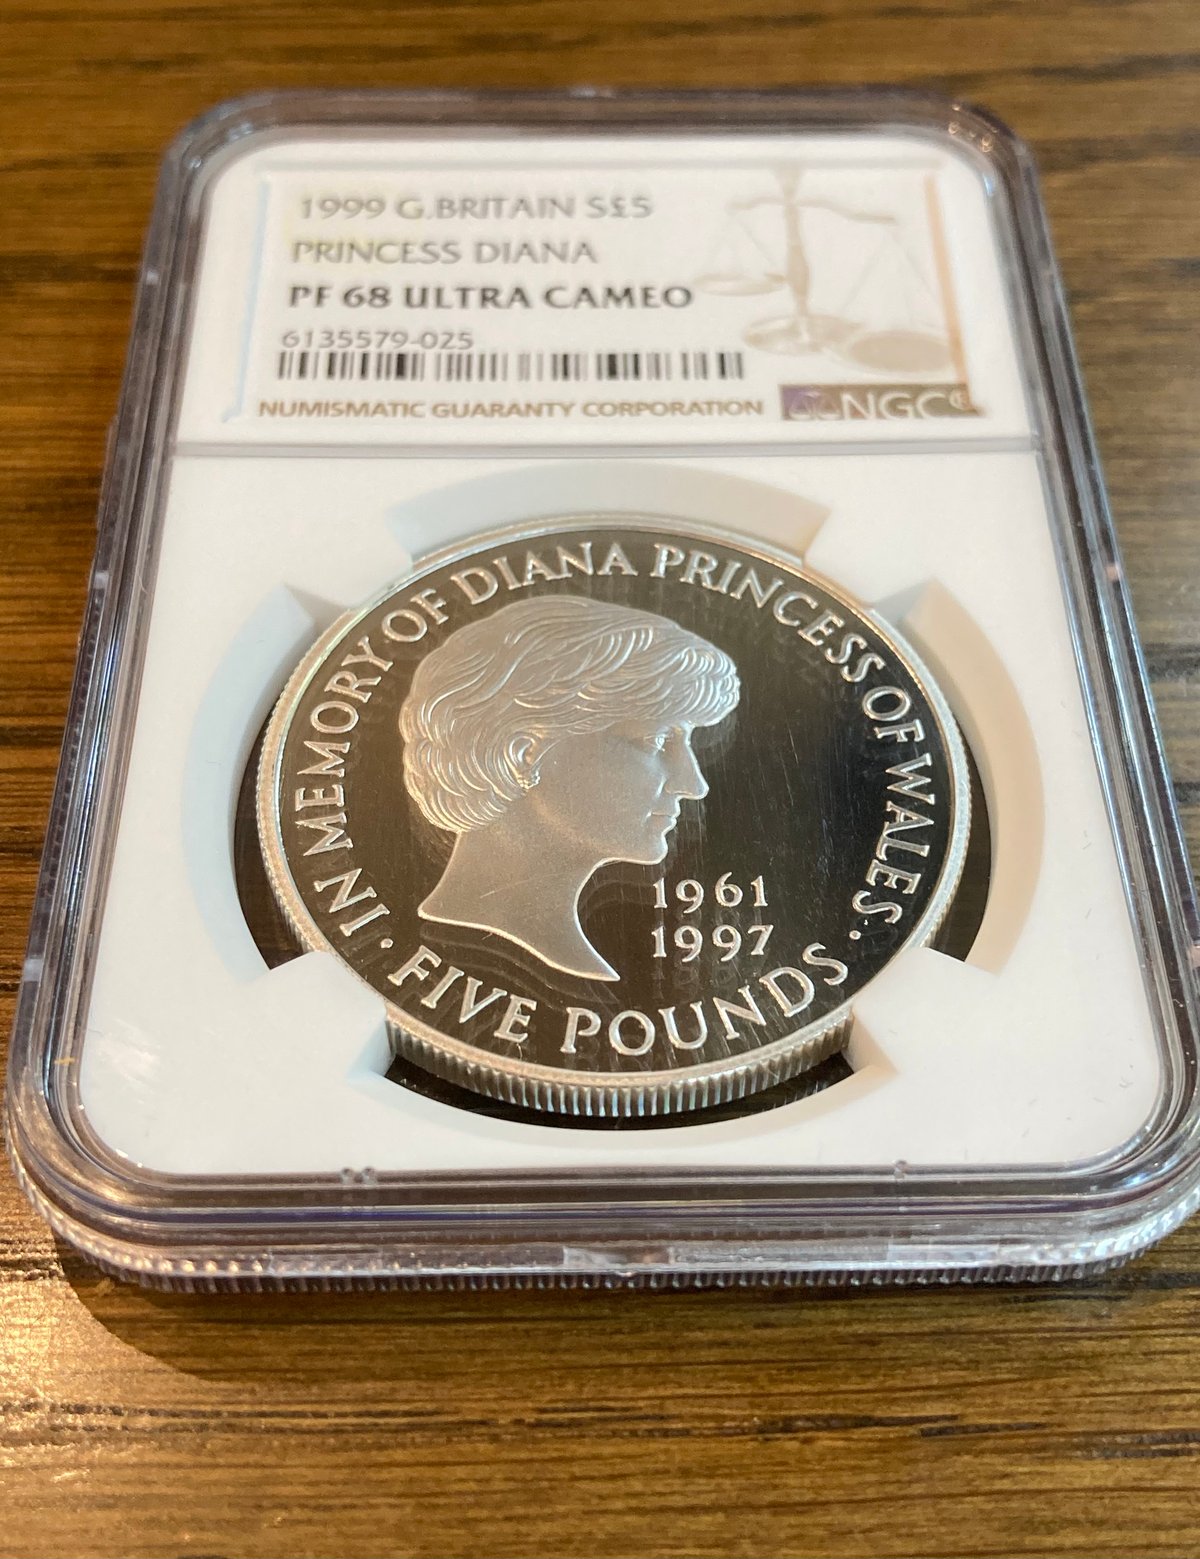 1999 G.BRITAIN S£5
PRINCESS DIANA
PF 68 ULTRA CAMEO
6135579-025
NUMISMATIC GUARANTY CORPORATION
NGC
IN MEMORY OF DIANA PRINCESS OF WALES
1961
1997
· FIVE POUNDS ·